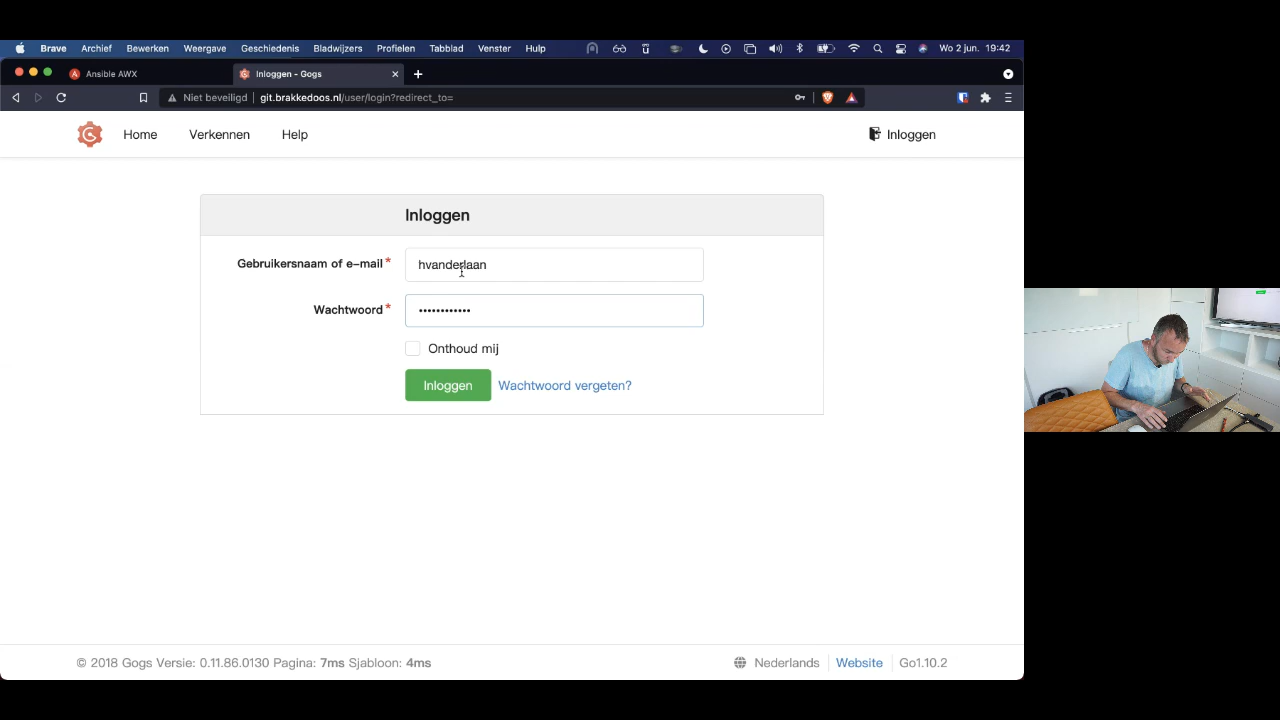 Brave Archief Bewerken Weergave Geschiedenis Bladwijzers Profielen Tabblad Venster Hulp Wo 2 jun. 19:42
Ansible AWX Inloggen - Gogs
Niet beveiligd git.brakkedoos.nl/user/login?redirect_to=
Home Verkennen Help Inloggen
Inloggen
Gebruikersnaam of e-mail* hvanderlaan
Wachtwoord* ••••••••••••
Onthoud mij
Inloggen Wachtwoord vergeten?
© 2018 Gogs Versie: 0.11.86.0130 Pagina: 7ms Sjabloon: 4ms Nederlands Website Go1.10.2